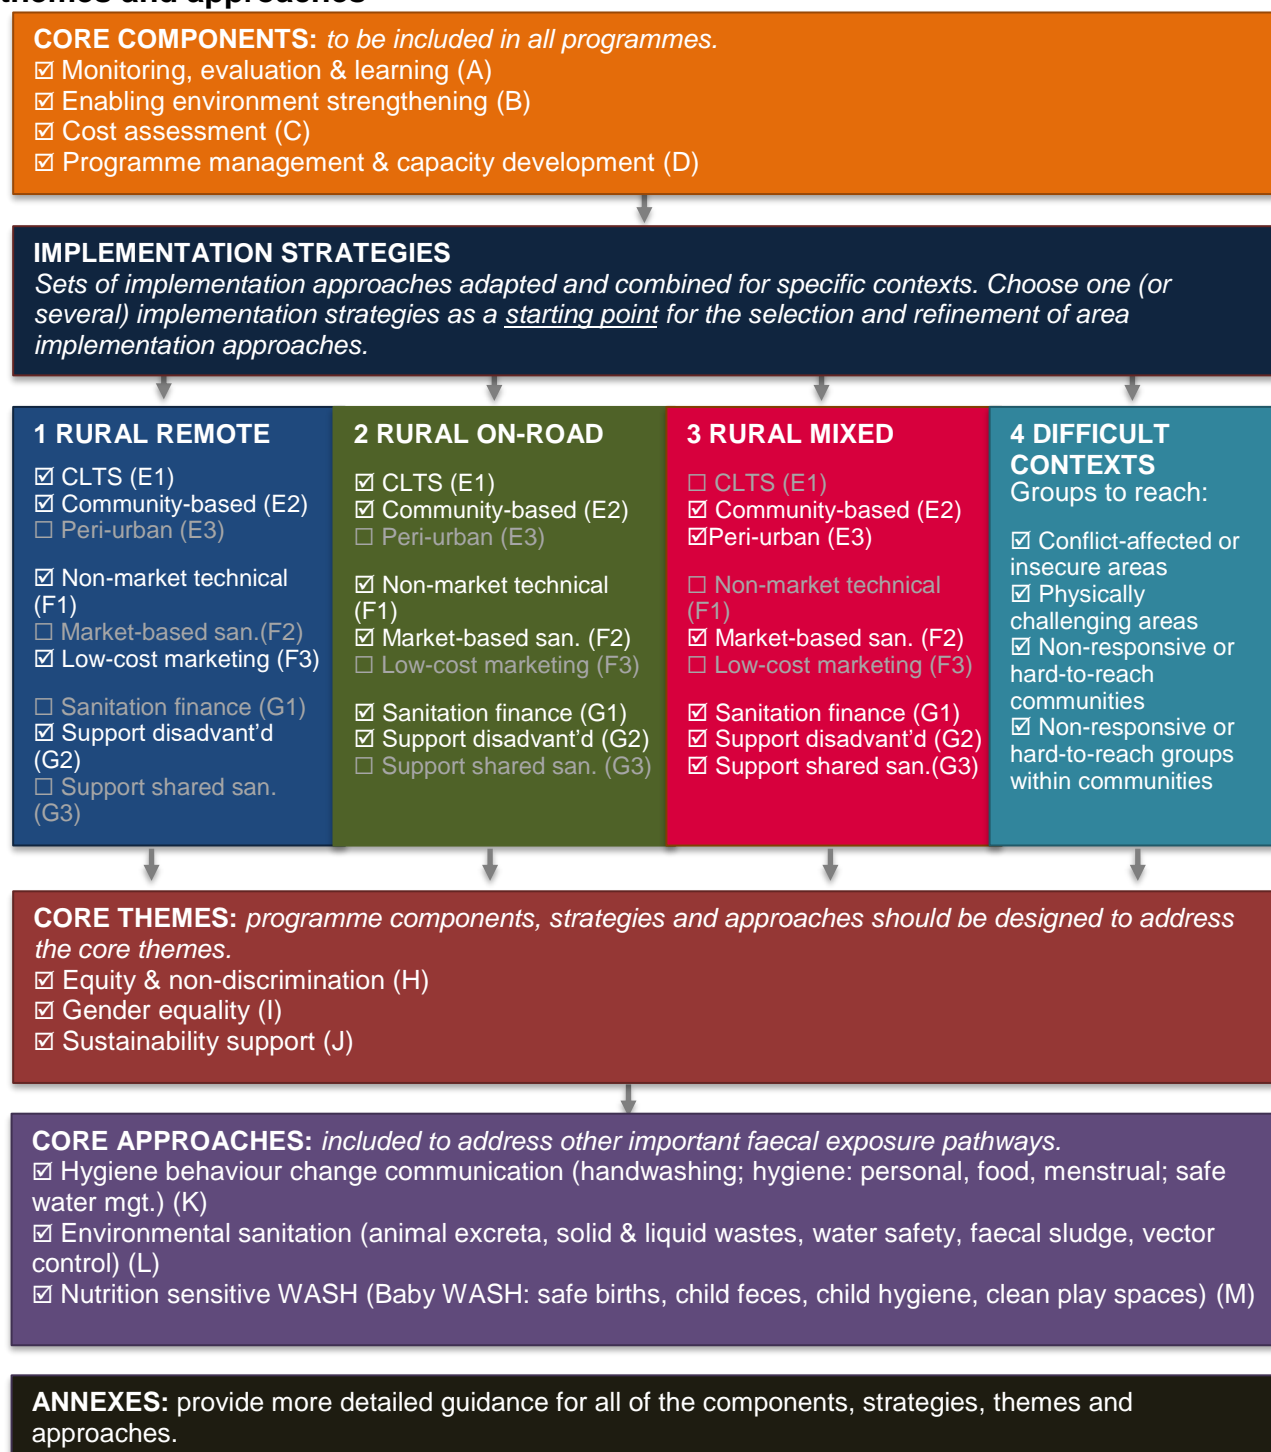 themes and approaches
CORE COMPONENTS: to be included in all programmes.
☑ Monitoring, evaluation & learning (A)
☑ Enabling environment strengthening (B)
☑ Cost assessment (C)
☑ Programme management & capacity development (D)
IMPLEMENTATION STRATEGIES
Sets of implementation approaches adapted and combined for specific contexts. Choose one (or
several) implementation strategies as a starting point for the selection and refinement of area
implementation approaches.
1 RURAL REMOTE
☑ CLTS (E1)
☑ Community-based (E2)
☐ Peri-urban (E3)
☑ Non-market technical
(F1)
☐ Market-based san.(F2)
☑ Low-cost marketing (F3)
☐ Sanitation finance (G1)
☑ Support disadvant’d
(G2)
☐ Support shared san.
(G3)
2 RURAL ON-ROAD
☑ CLTS (E1)
☑ Community-based (E2)
☐ Peri-urban (E3)
☑ Non-market technical
(F1)
☑ Market-based san. (F2)
☐ Low-cost marketing (F3)
☑ Sanitation finance (G1)
☑ Support disadvant’d (G2)
☐ Support shared san. (G3)
3 RURAL MIXED
☐ CLTS (E1)
☑ Community-based (E2)
☑Peri-urban (E3)
☐ Non-market technical
(F1)
☑ Market-based san. (F2)
☐ Low-cost marketing (F3)
☑ Sanitation finance (G1)
☑ Support disadvant’d (G2)
☑ Support shared san.(G3)
4 DIFFICULT
CONTEXTS
Groups to reach:
☑ Conflict-affected or
insecure areas
☑ Physically
challenging areas
☑ Non-responsive or
hard-to-reach
communities
☑ Non-responsive or
hard-to-reach groups
within communities
CORE THEMES: programme components, strategies and approaches should be designed to address
the core themes.
☑ Equity & non-discrimination (H)
☑ Gender equality (I)
☑ Sustainability support (J)
CORE APPROACHES: included to address other important faecal exposure pathways.
☑ Hygiene behaviour change communication (handwashing; hygiene: personal, food, menstrual; safe
water mgt.) (K)
☑ Environmental sanitation (animal excreta, solid & liquid wastes, water safety, faecal sludge, vector
control) (L)
☑ Nutrition sensitive WASH (Baby WASH: safe births, child feces, child hygiene, clean play spaces) (M)
ANNEXES: provide more detailed guidance for all of the components, strategies, themes and
approaches.